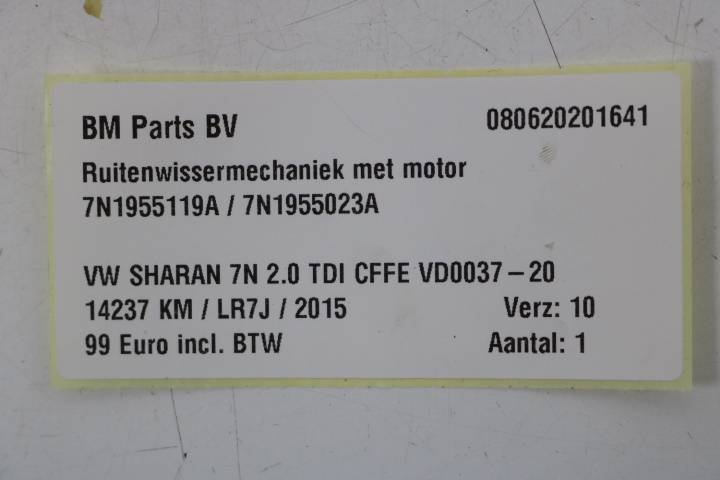 BM Parts BV 080620201641
Ruitenwissermechaniek met motor
7N1955119A / 7N1955023A
VW SHARAN 7N 2.0 TDI CFFE VD0037 – 20
14237 KM / LR7J / 2015 Verz: 10
99 Euro incl. BTW Aantal: 1